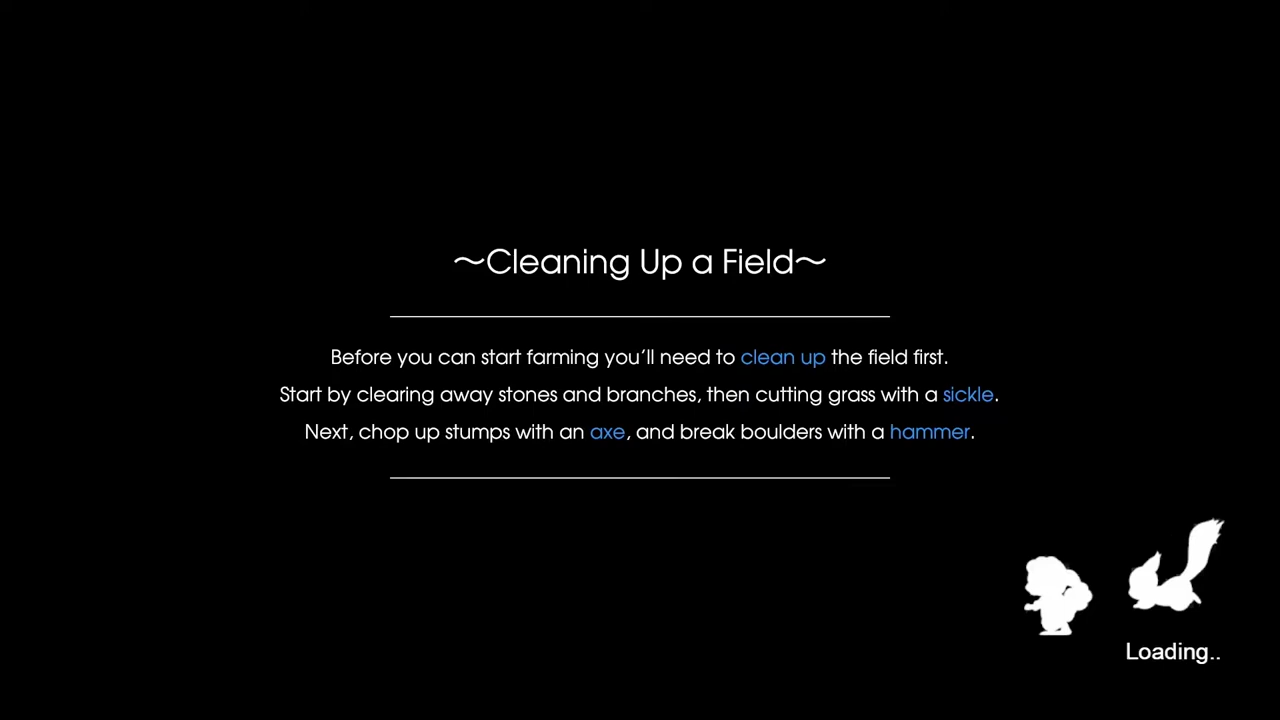 ～Cleaning Up a Field～
Before you can start farming you'll need to clean up the field first.
Start by clearing away stones and branches, then cutting grass with a sickle.
Next, chop up stumps with an axe, and break boulders with a hammer.
Loading..